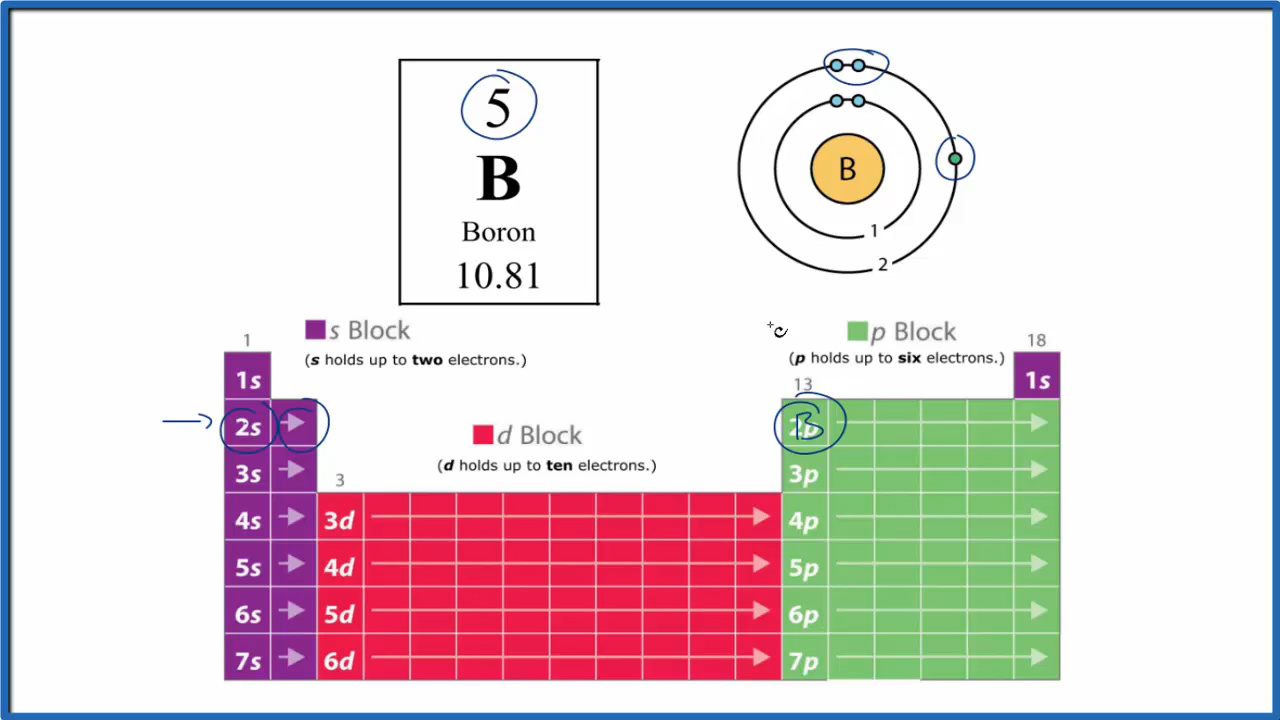 5
B
Boron
10.81
B
1
2
s Block
(s holds up to two electrons.)
p Block
(p holds up to six electrons.)
d Block
(d holds up to ten electrons.)
1
18
1s
1s
13
2s
2p
B
3s
3
3p
4s
3d
4p
5s
4d
5p
6s
5d
6p
7s
6d
7p